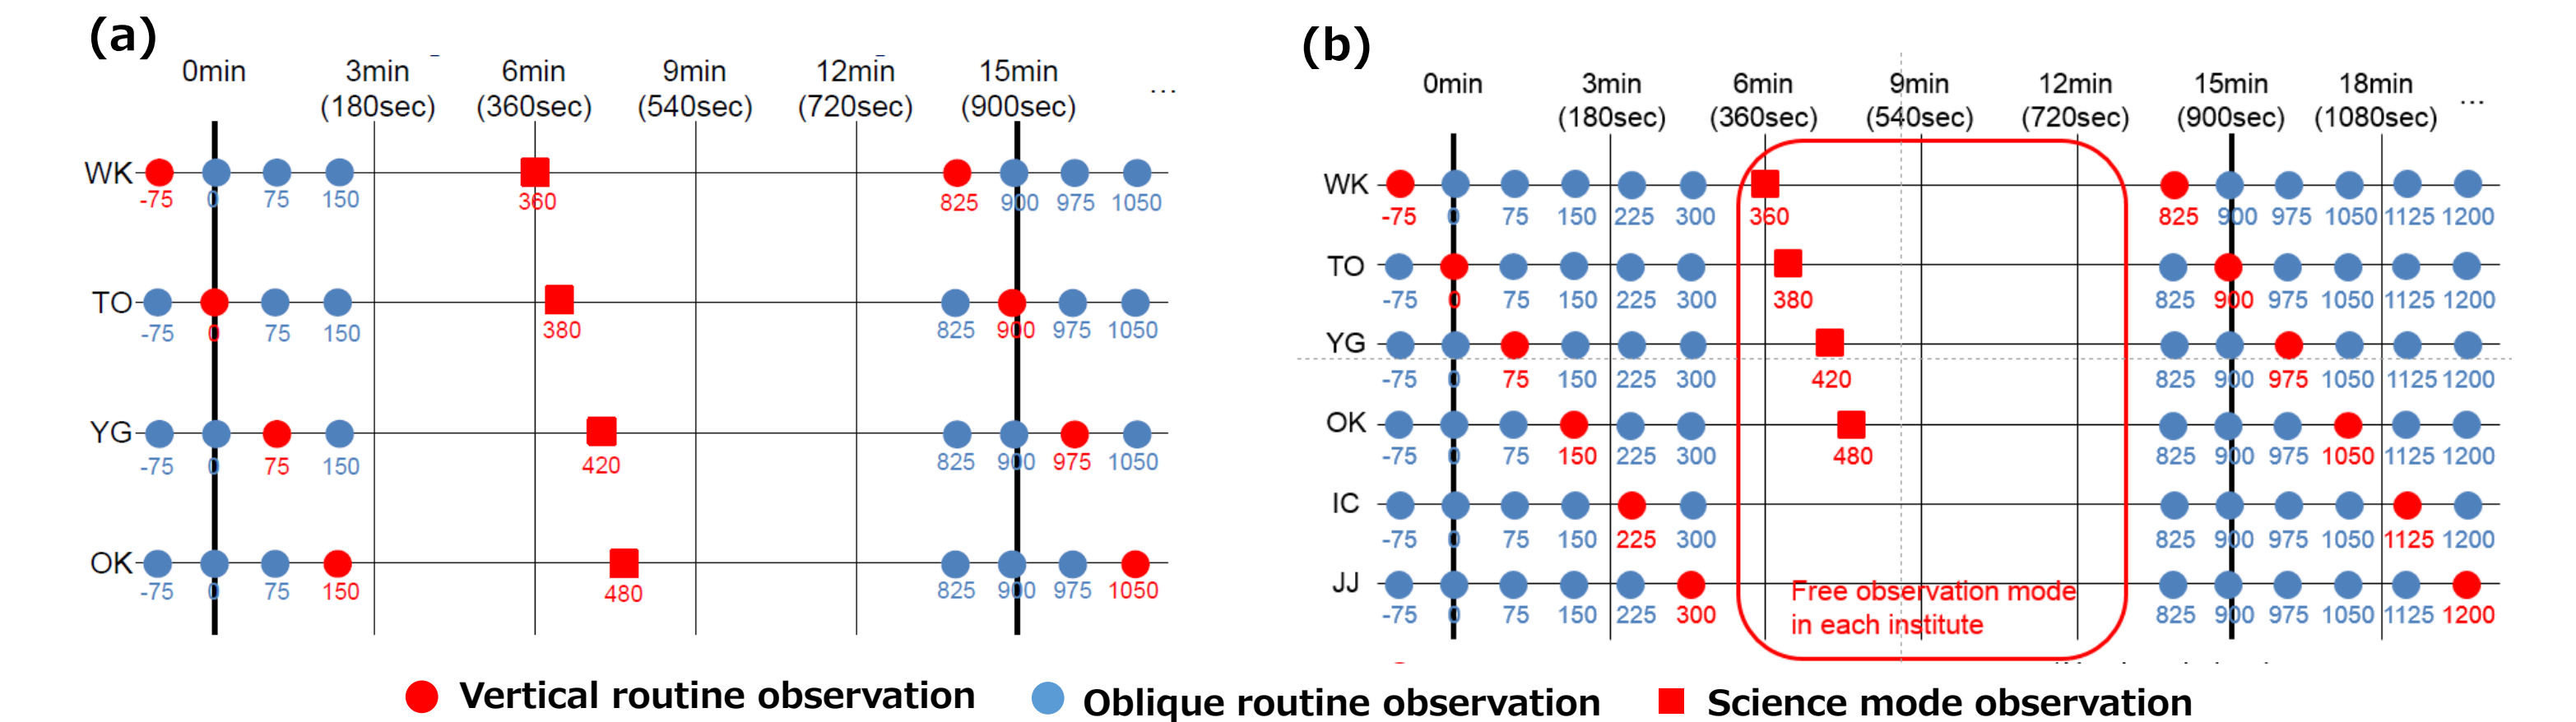 (a)
0min 3min 6min 9min 12min 15min ...
(180sec) (360sec) (540sec) (720sec) (900sec)
WK
-75 0 75 150 360 825 900 975 1050
TO
-75 0 75 150 380 825 900 975 1050
YG
-75 0 75 150 420 825 900 975 1050
OK
-75 0 75 150 480 825 900 975 1050
(b)
0min 3min 6min 9min 12min 15min 18min ...
(180sec) (360sec) (540sec) (720sec) (900sec) (1080sec)
WK
-75 0 75 150 225 300 360 825 900 975 1050 1125 1200
TO
-75 0 75 150 225 300 380 825 900 975 1050 1125 1200
YG
-75 0 75 150 225 300 420 825 900 975 1050 1125 1200
OK
-75 0 75 150 225 300 480 825 900 975 1050 1125 1200
IC
-75 0 75 150 225 300 825 900 975 1050 1125 1200
JJ
-75 0 75 150 225 300 825 900 975 1050 1125 1200
Free observation mode
in each institute
Vertical routine observation
Oblique routine observation
Science mode observation